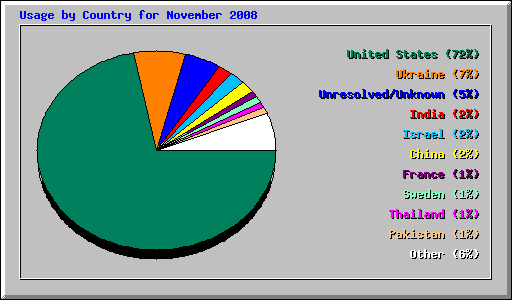 Usage by Country for November 2008
United States (72%)
Ukraine (7%)
Unresolved/Unknown (5%)
India (2%)
Israel (2%)
China (2%)
France (1%)
Sweden (1%)
Thailand (1%)
Pakistan (1%)
Other (6%)